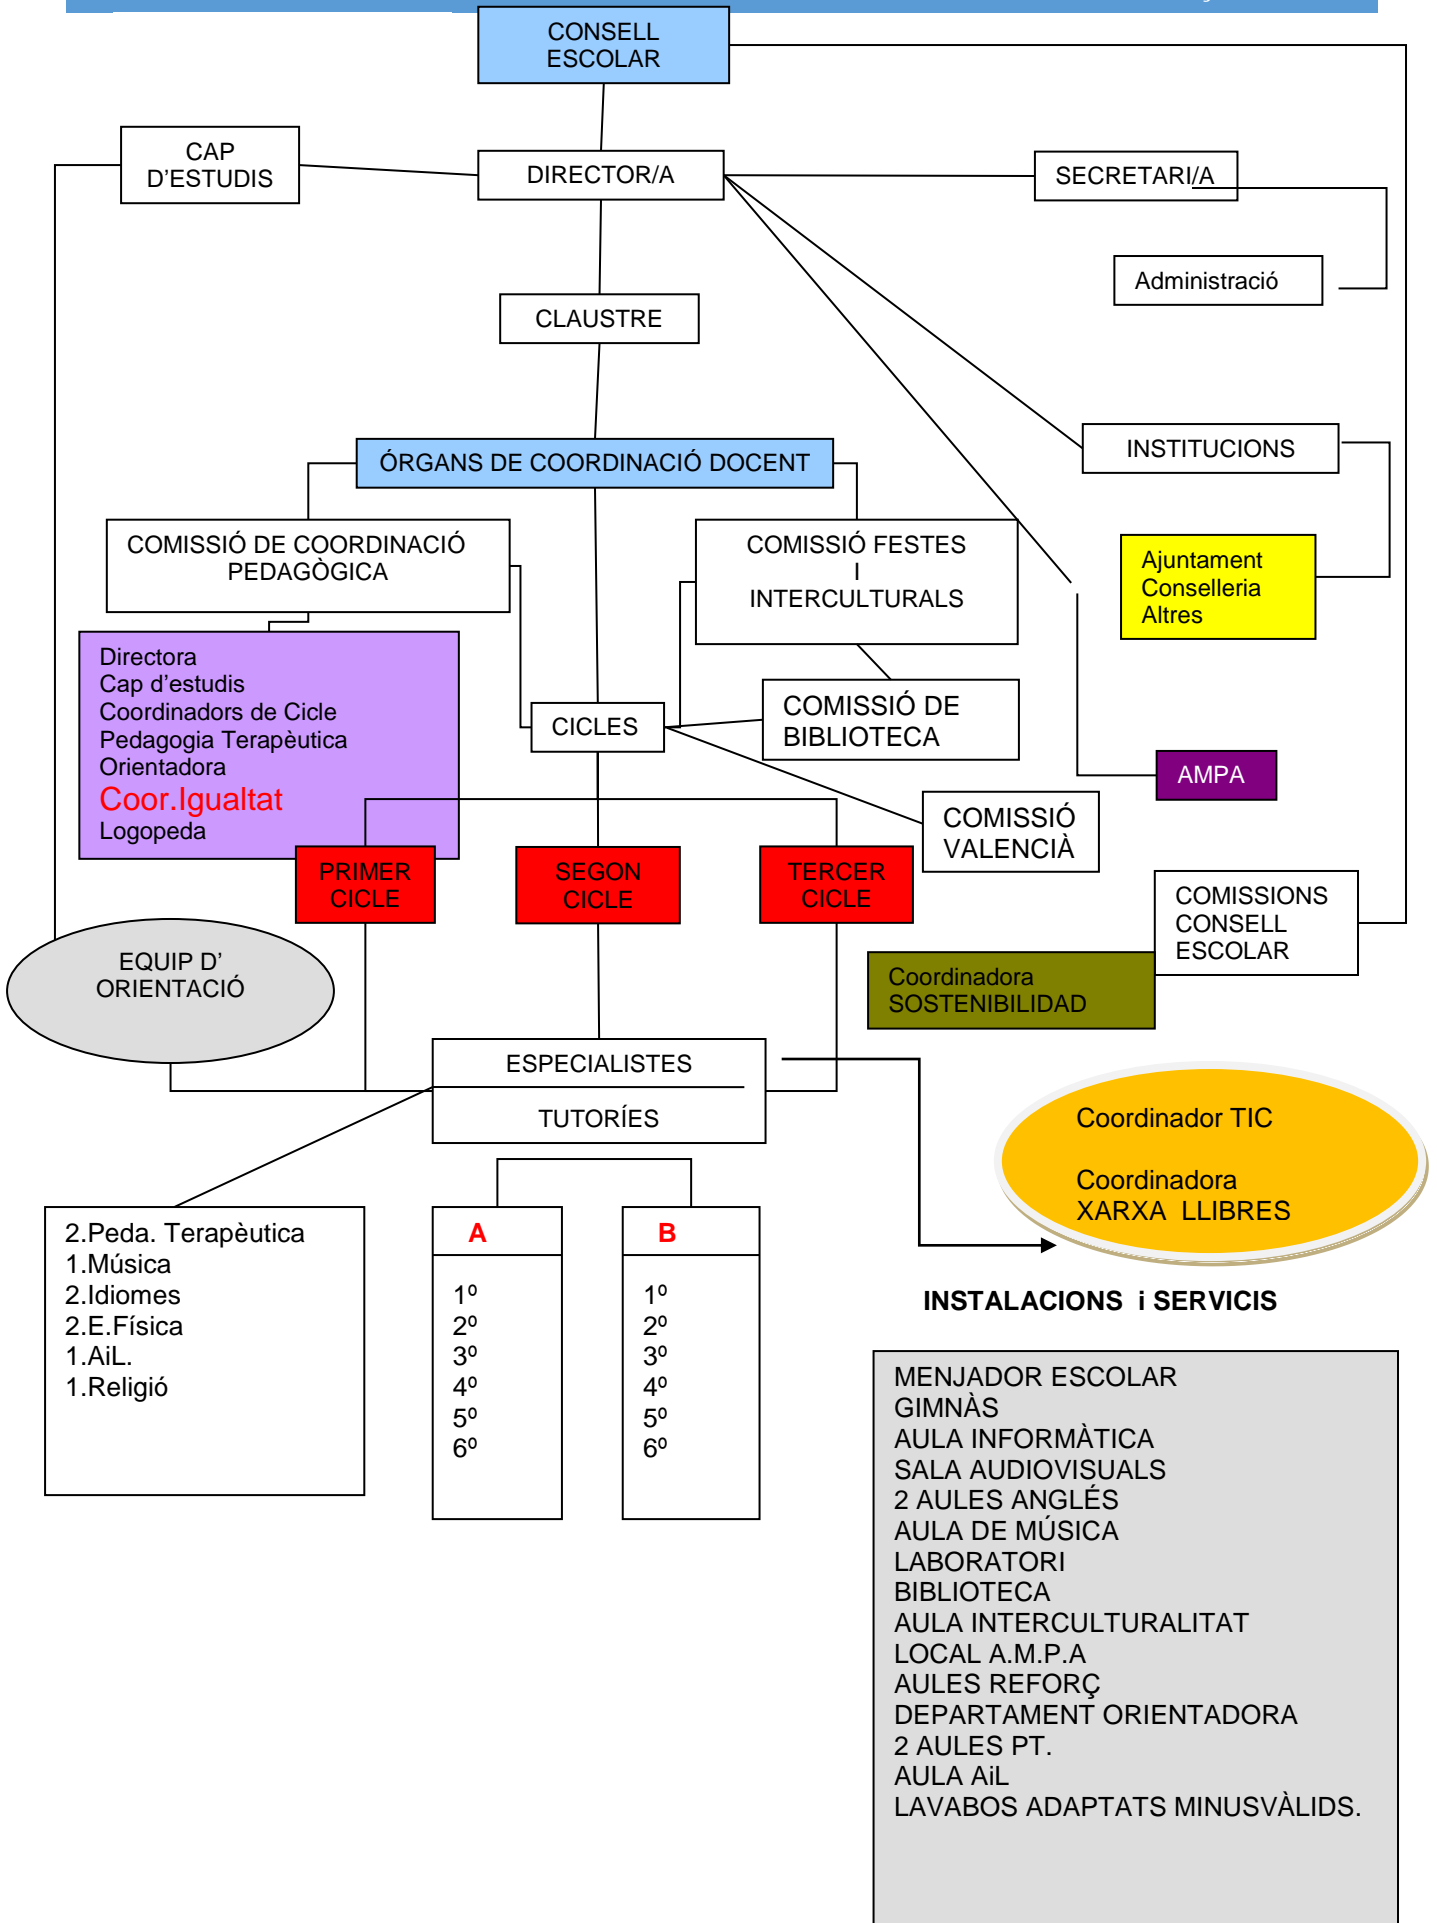 CONSELL
ESCOLAR
CAP
D’ESTUDIS
DIRECTOR/A
SECRETARI/A
Administració
CLAUSTRE
ÓRGANS DE COORDINACIÓ DOCENT
INSTITUCIONS
COMISSIÓ DE COORDINACIÓ
PEDAGÒGICA
COMISSIÓ FESTES
I
INTERCULTURALS
Ajuntament
Conselleria
Altres
Directora
Cap d’estudis
Coordinadors de Cicle
Pedagogia Terapèutica
Orientadora
Coor.Igualtat
Logopeda
CICLES
COMISSIÓ DE
BIBLIOTECA
AMPA
COMISSIÓ
VALENCIÀ
PRIMER
CICLE
SEGON
CICLE
TERCER
CICLE
COMISSIONS
CONSELL
ESCOLAR
EQUIP D’
ORIENTACIÓ
Coordinadora
SOSTENIBILIDAD
ESPECIALISTES
TUTORÍES
Coordinador TIC
Coordinadora
XARXA LLIBRES
2.Peda. Terapèutica
1.Música
2.Idiomes
2.E.Física
1.AiL.
1.Religió
A
1º
2º
3º
4º
5º
6º
B
1º
2º
3º
4º
5º
6º
INSTALACIONS i SERVICIS
MENJADOR ESCOLAR
GIMNÀS
AULA INFORMÀTICA
SALA AUDIOVISUALS
2 AULES ANGLÉS
AULA DE MÚSICA
LABORATORI
BIBLIOTECA
AULA INTERCULTURALITAT
LOCAL A.M.P.A
AULES REFORÇ
DEPARTAMENT ORIENTADORA
2 AULES PT.
AULA AiL
LAVABOS ADAPTATS MINUSVÀLIDS.